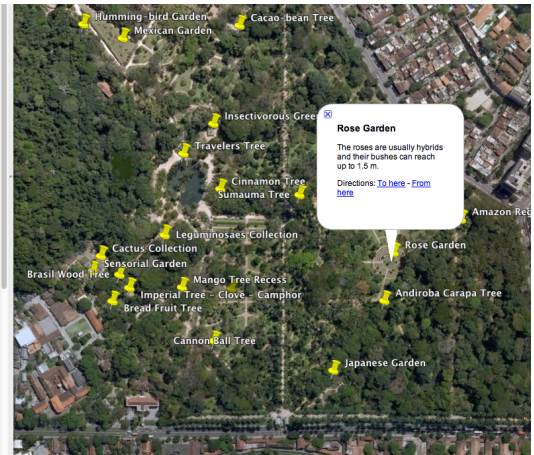 Humming-bird Garden
Cacao-bean Tree
Mexican Garden
Insectivorous Gree
Rose Garden
The roses are usually hybrids
and their bushes can reach
up to 1.5 m.
Directions: To here - From
here
Travelers Tree
Cinnamon Tree
Sumauma Tree
Amazon Reg
Leguminosaes Collection
Rose Garden
Cactus Collection
Sensorial Garden
Brasil Wood Tree
Mango Tree Recess
Imperial Tree - Clove - Camphor
Andiroba Carapa Tree
Bread Fruit Tree
Cannon Ball Tree
Japanese Garden